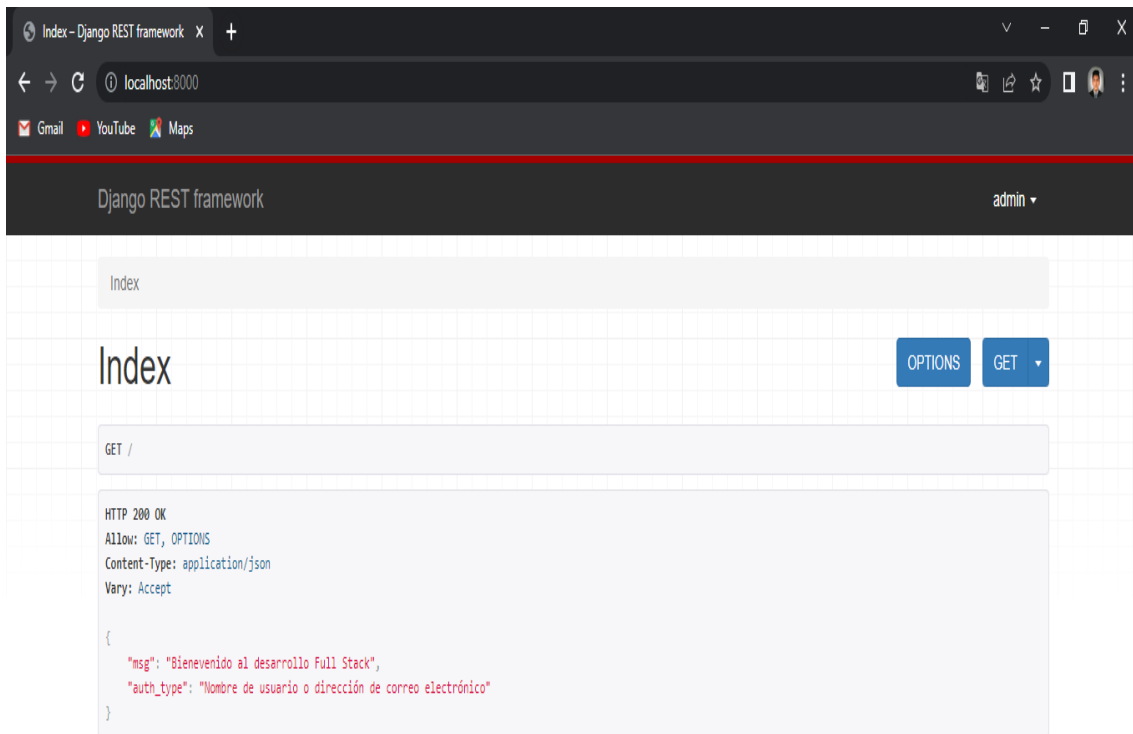 Index – Django REST framework
localhost:8000
Gmail YouTube Maps
Django REST framework admin
Index
Index OPTIONS GET
GET /
HTTP 200 OK
Allow: GET, OPTIONS
Content-Type: application/json
Vary: Accept
{
"msg": "Bienevenido al desarrollo Full Stack",
"auth_type": "Nombre de usuario o dirección de correo electrónico"
}